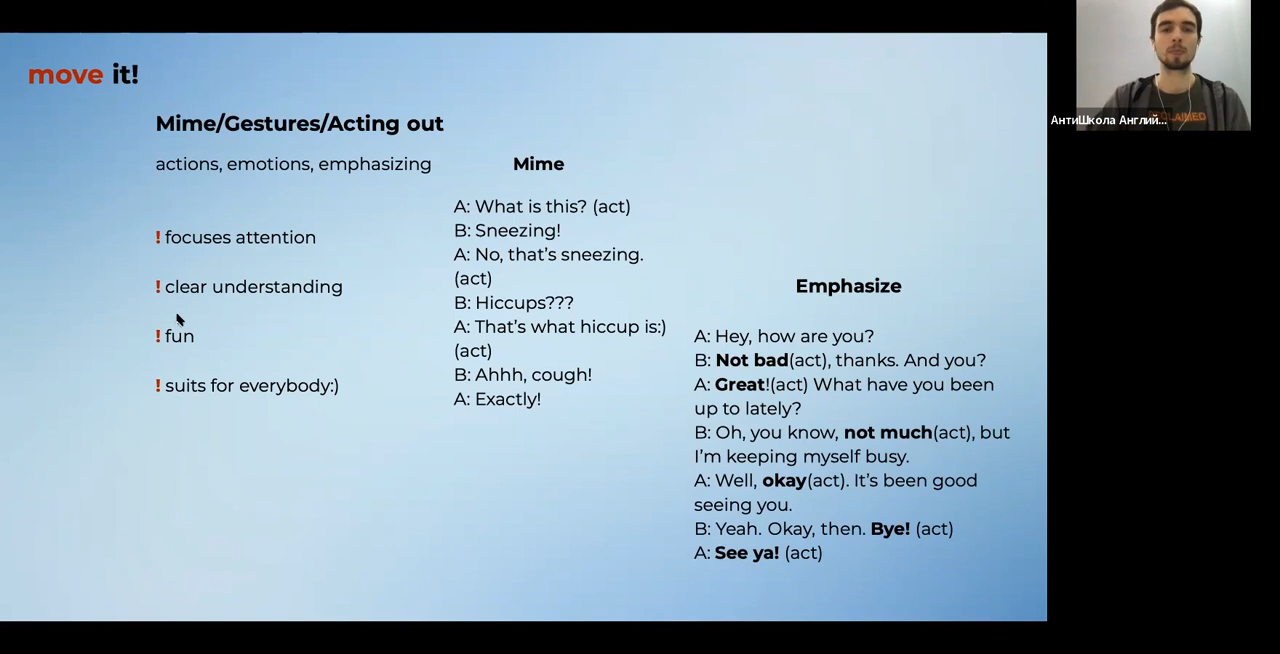 move it!
Mime/Gestures/Acting out
actions, emotions, emphasizing
! focuses attention
! clear understanding
! fun
! suits for everybody:)
Mime
A: What is this? (act)
B: Sneezing!
A: No, that’s sneezing.
(act)
B: Hiccups???
A: That’s what hiccup is:)
(act)
B: Ahhh, cough!
A: Exactly!
Emphasize
A: Hey, how are you?
B: Not bad(act), thanks. And you?
A: Great!(act) What have you been
up to lately?
B: Oh, you know, not much(act), but
I’m keeping myself busy.
A: Well, okay(act). It’s been good
seeing you.
B: Yeah. Okay, then. Bye! (act)
A: See ya! (act)
АнтиШкола Англий...